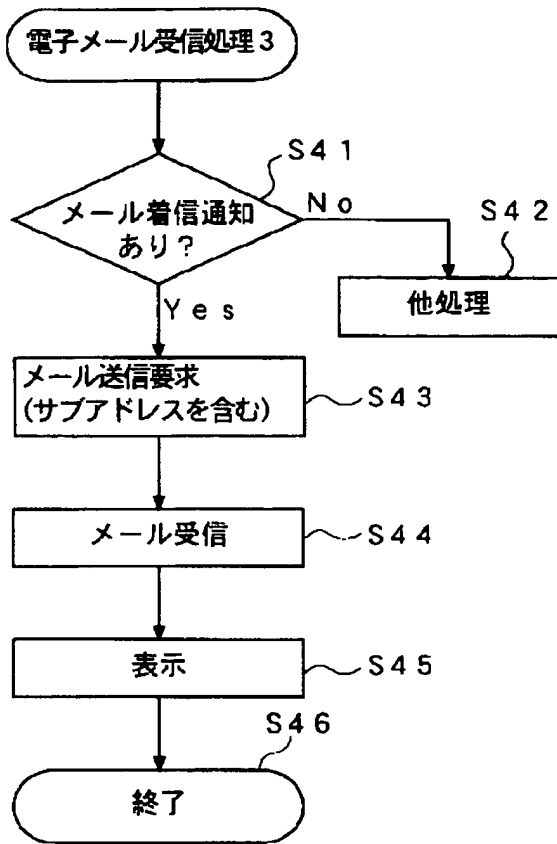 電子メール受信処理3
S41
メール着信通知
あり?
No
S42
他処理
Yes
メール送信要求
(サブアドレスを含む)
S43
メール受信
S44
表示
S45
S46
終了